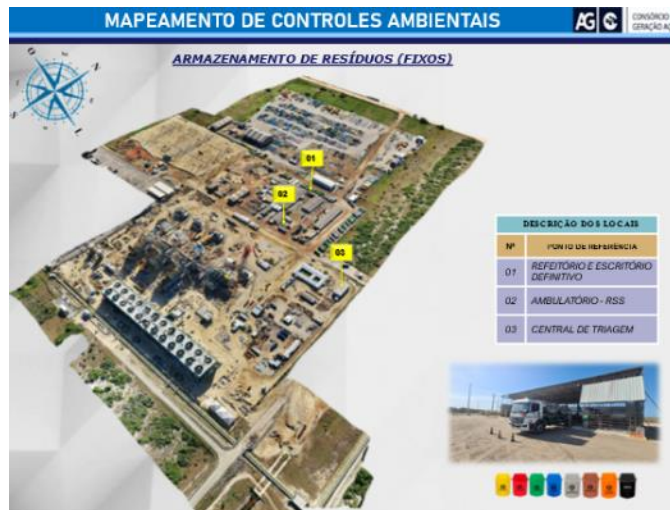 MAPEAMENTO DE CONTROLES AMBIENTAIS
AG
CONSÓRCIO
GERAÇÃO AÇ
ARMAZENAMENTO DE RESÍDUOS (FIXOS)
01
02
03
DESCRIÇÃO DOS LOCAIS
Nº PONTO DE REFERÊNCIA
01 REFEITÓRIO E ESCRITÓRIO
DEFINITIVO
02 AMBULATÓRIO - RSS
03 CENTRAL DE TRIAGEM